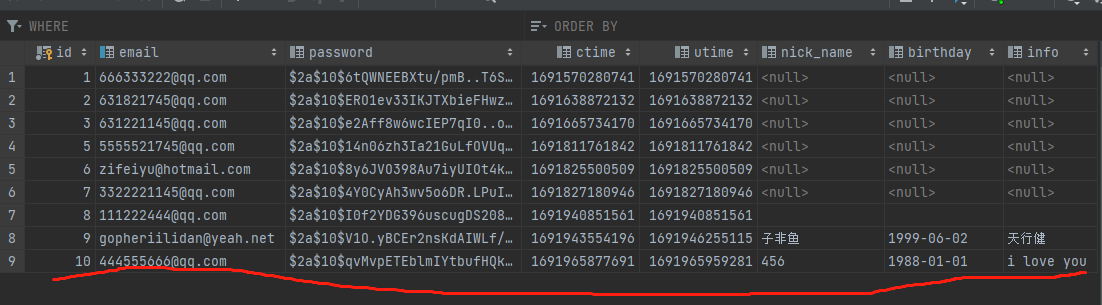 WHERE ORDER BY
id email password ctime utime nick_name birthday info
1 1 666333222@qq.com $2a$10$6tQWNEEBXtu/pmB..T6S… 1691570280741 1691570280741 <null> <null> <null>
2 2 631821745@qq.com $2a$10$ERO1ev33IKJTXbieFHwz… 1691638872132 1691638872132 <null> <null> <null>
3 3 631221145@qq.com $2a$10$e2Aff8w6wcIEP7qI0..o… 1691665734170 1691665734170 <null> <null> <null>
4 5 5555521745@qq.com $2a$10$14n06zh3Ia21GuLfOVUq… 1691811761842 1691811761842 <null> <null> <null>
5 6 zifeiyu@hotmail.com $2a$10$8y6JVO398Au7iyUIOt4k… 1691825500509 1691825500509 <null> <null> <null>
6 7 3322221145@qq.com $2a$10$4Y0CyAh3wv5o6DR.LPuI… 1691827180946 1691827180946 <null> <null> <null>
7 8 111222444@qq.com $2a$10$I0f2YDG396uscugDS208… 1691940851561 1691940851561
8 9 gopheriilidan@yeah.net $2a$10$V1O.yBCEr2nsKdAIWLf/… 1691943554196 1691946255115 子非鱼 1999-06-02 天行健
9 10 444555666@qq.com $2a$10$qvMvpETEblmIYtbufHQk… 1691965877691 1691965959281 456 1988-01-01 i love you